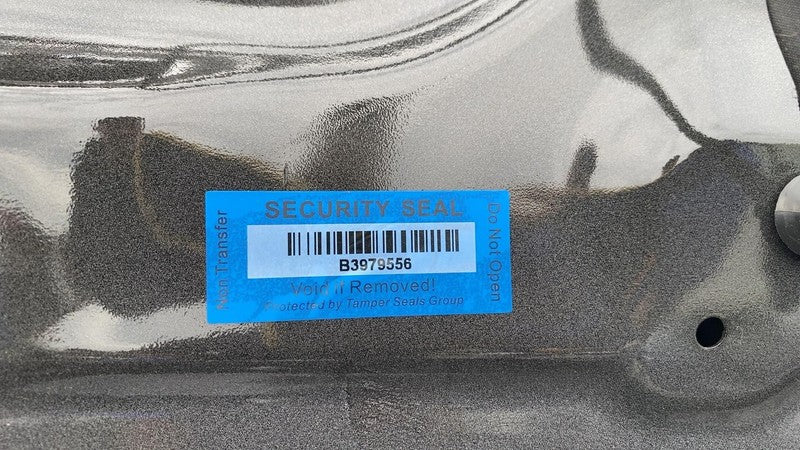 SECURITY SEAL
Non Transfer
B3979556
Do Not Open
Void if Removed!
Protected by Tamper Seals Group